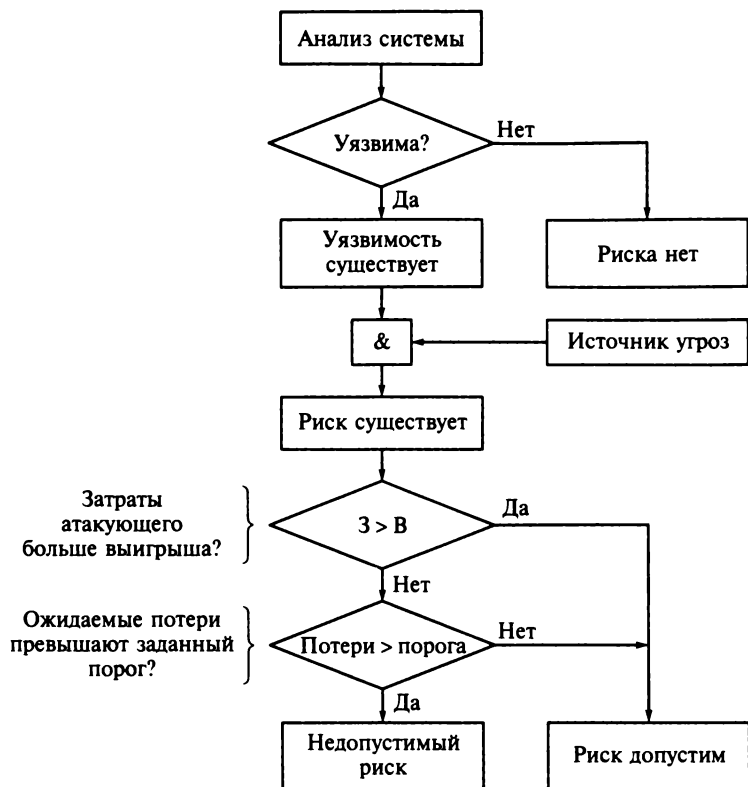 Анализ системы
Уязвима?
Нет
Да
Уязвимость
существует
Риска нет
&
Источник угроз
Риск существует
Затраты
атакующего
больше выигрыша?
З > В
Да
Нет
Ожидаемые потери
превышают заданный
порог?
Потери > порога
Нет
Да
Недопустимый
риск
Риск допустим